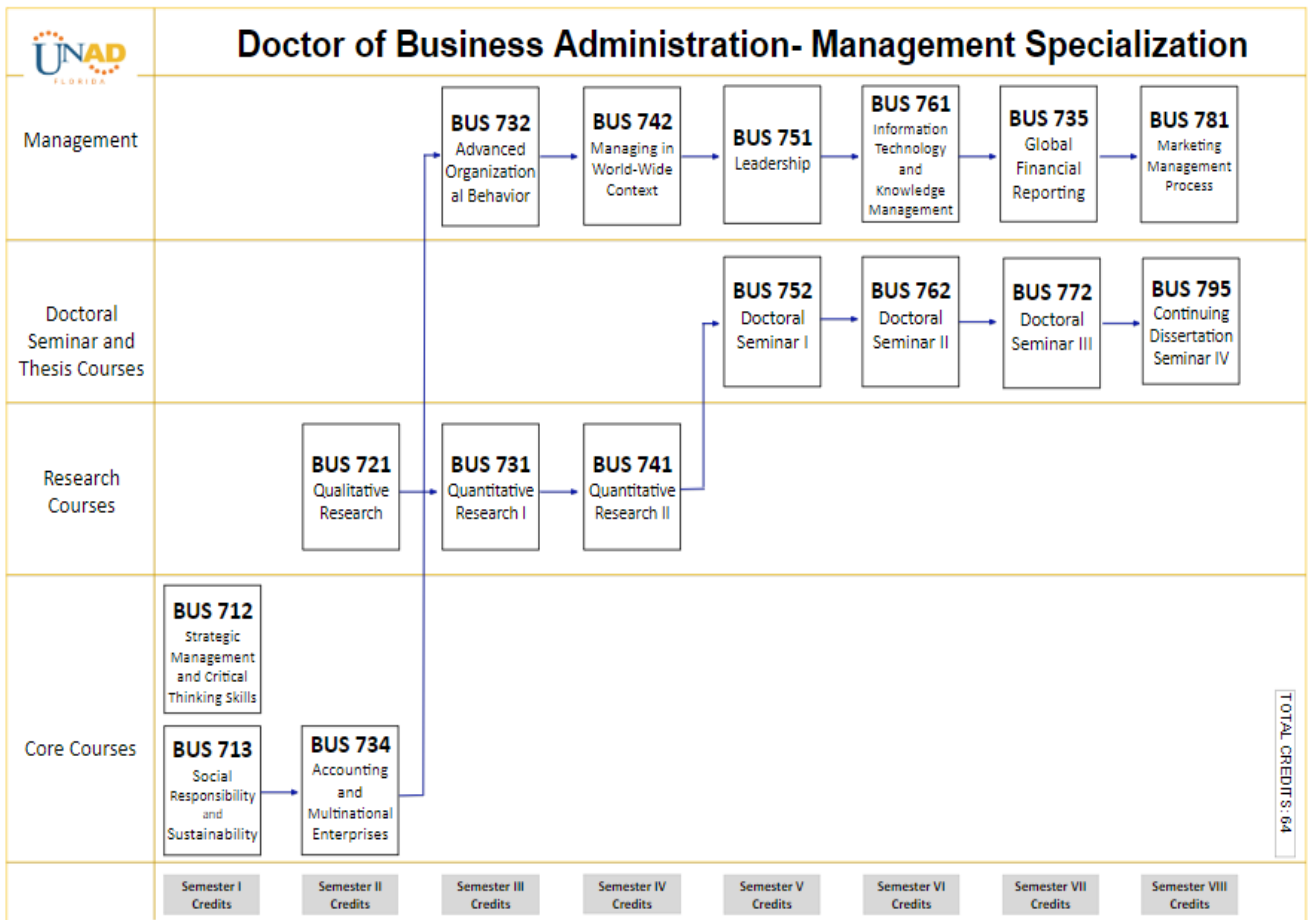 UNAD
FLORIDA
Doctor of Business Administration- Management Specialization
Management
BUS 732
Advanced
Organization
al Behavior
BUS 742
Managing in
World-Wide
Context
BUS 751
Leadership
BUS 761
Information
Technology
and
Knowledge
Management
BUS 735
Global
Financial
Reporting
BUS 781
Marketing
Management
Process
Doctoral
Seminar and
Thesis Courses
BUS 752
Doctoral
Seminar I
BUS 762
Doctoral
Seminar II
BUS 772
Doctoral
Seminar III
BUS 795
Continuing
Dissertation
Seminar IV
Research
Courses
BUS 721
Qualitative
Research
BUS 731
Quantitative
Research I
BUS 741
Quantitative
Research II
Core Courses
BUS 712
Strategic
Management
and Critical
Thinking Skills
BUS 713
Social
Responsibility
and
Sustainability
BUS 734
Accounting
and
Multinational
Enterprises
TOTAL CREDITS: 64
Semester I
Credits
Semester II
Credits
Semester III
Credits
Semester IV
Credits
Semester V
Credits
Semester VI
Credits
Semester VII
Credits
Semester VIII
Credits